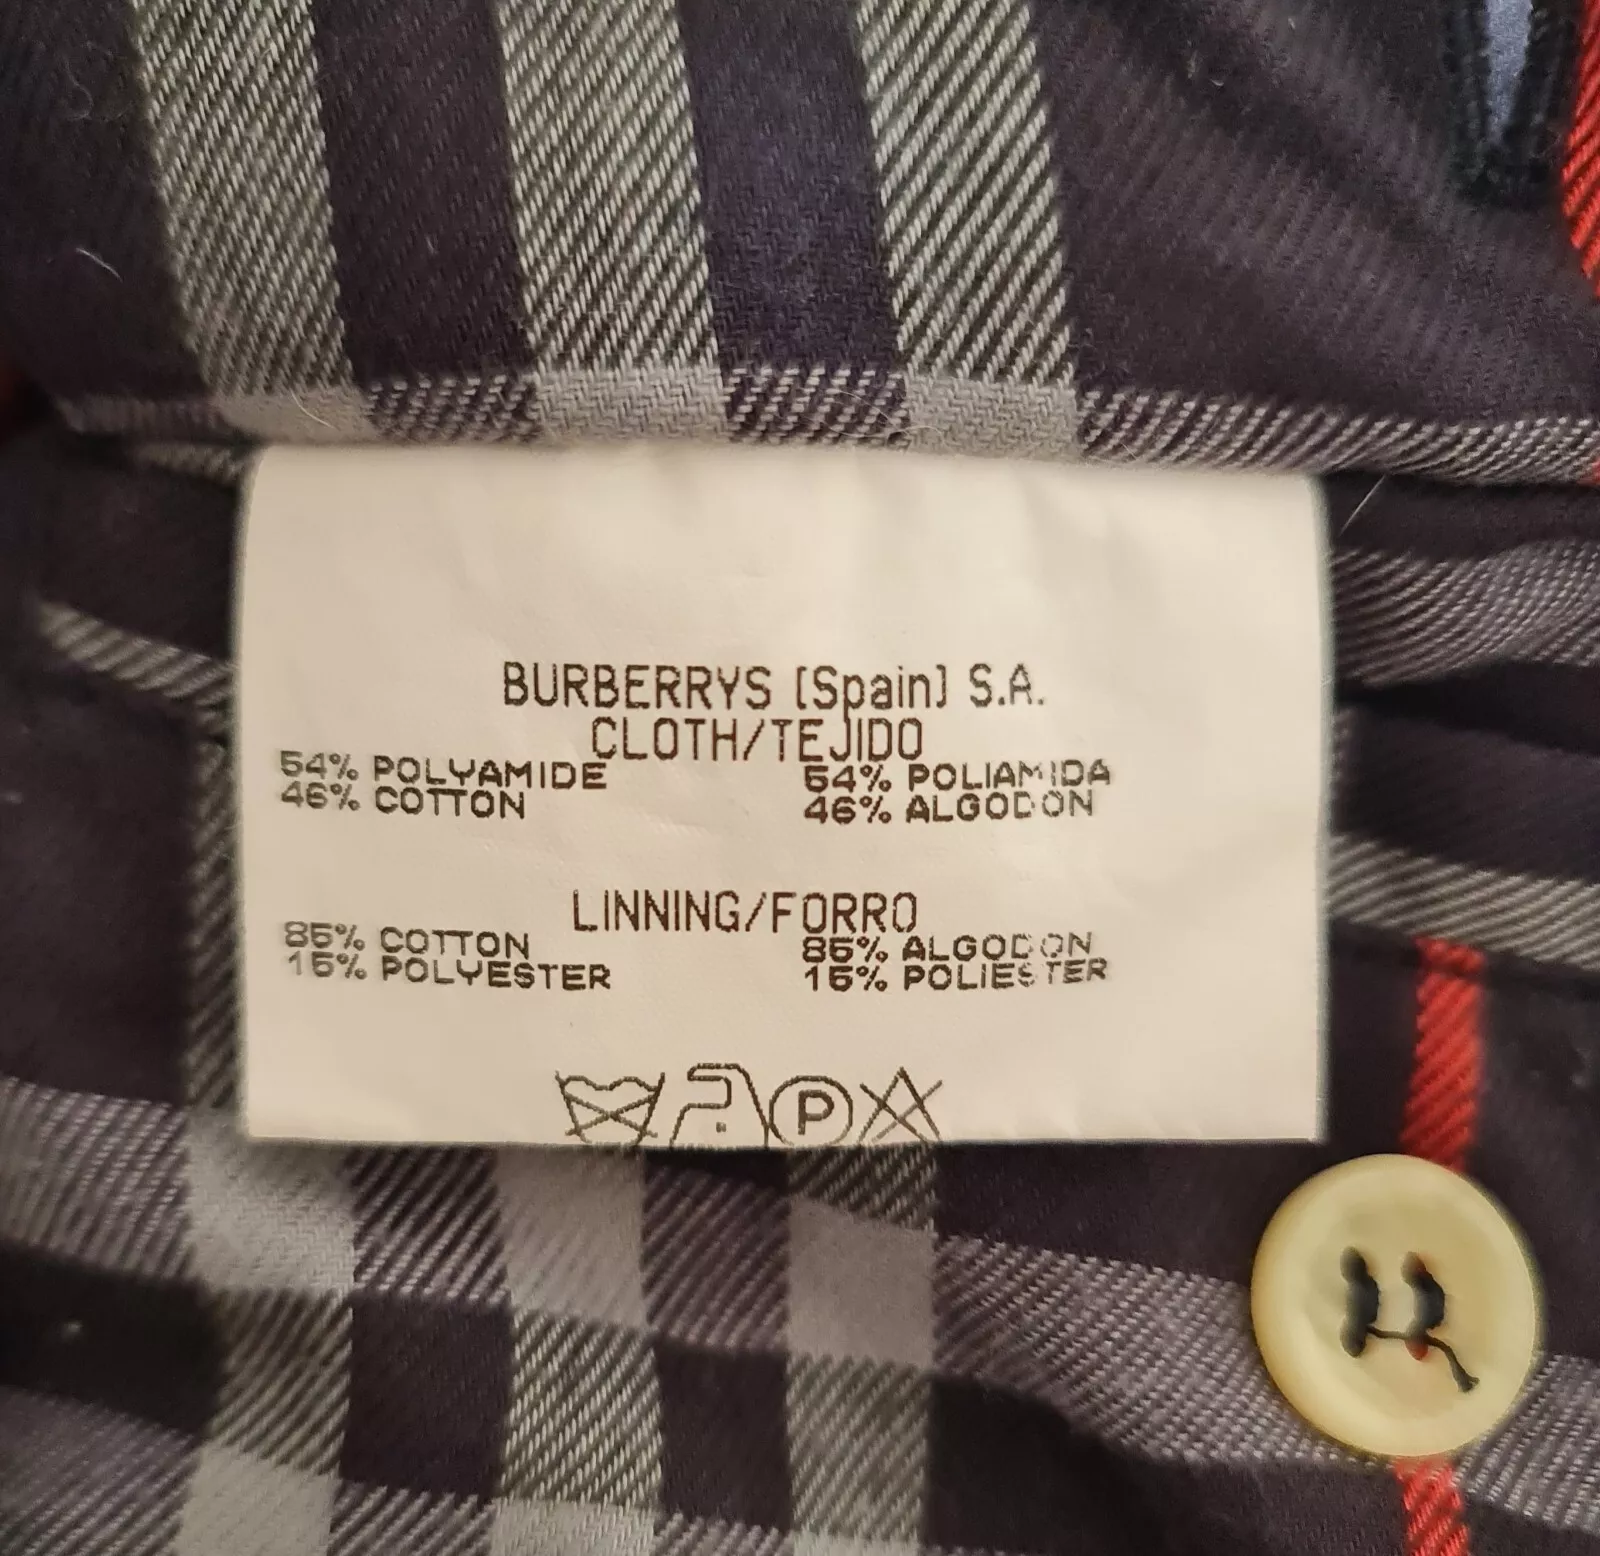 BURBERRYS (Spain) S.A.
CLOTH/TEJIDO
54% POLYAMIDE 54% POLIAMIDA
46% COTTON 46% ALGODON
LINNING/FORRO
85% COTTON 85% ALGODON
15% POLYESTER 15% POLIESTER
P